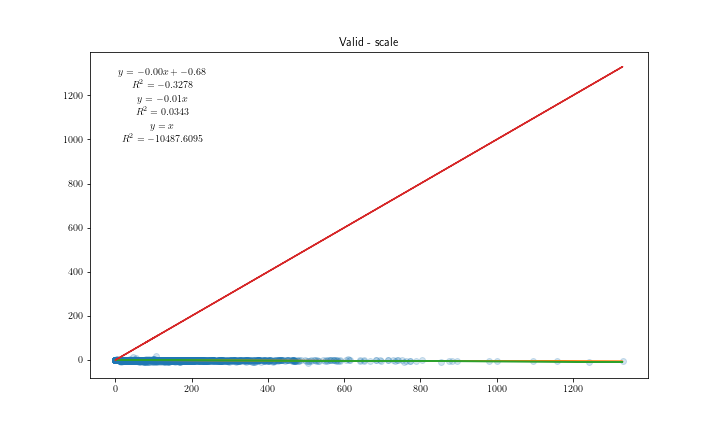 Valid - scale
y = −0.00x + −0.68
R² = −0.3278
y = −0.01x
R² = 0.0343
y = x
R² = −10487.6095
1200
1000
800
600
400
200
0
0 200 400 600 800 1000 1200